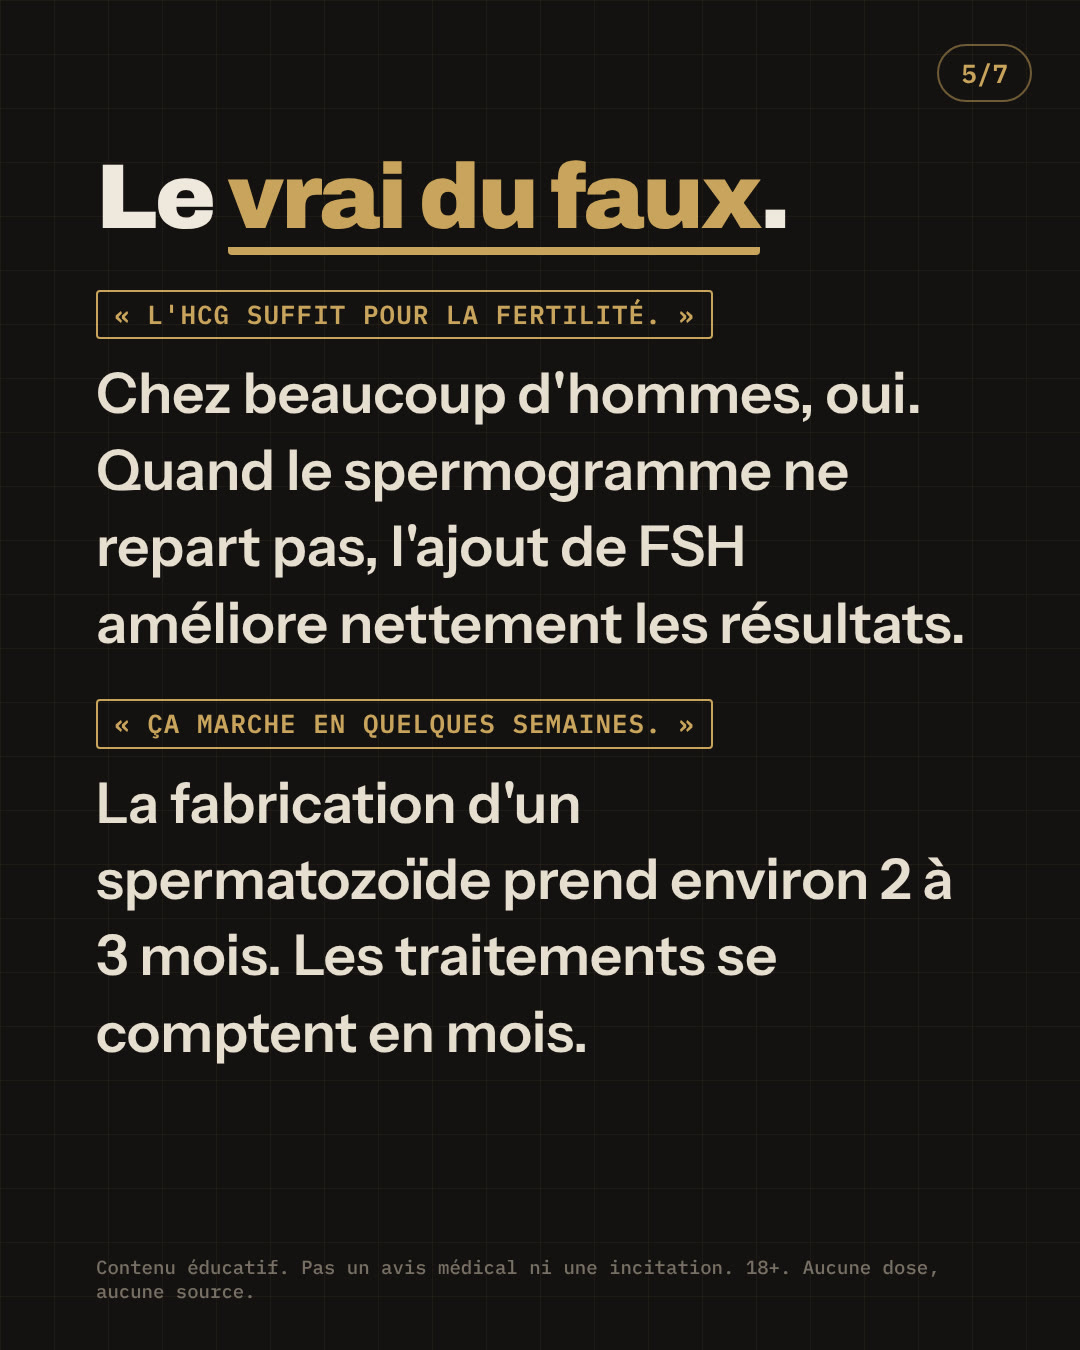 5/7
Le vrai du faux.
« L'HCG SUFFIT POUR LA FERTILITÉ. »
Chez beaucoup d'hommes, oui.
Quand le spermogramme ne
repart pas, l'ajout de FSH
améliore nettement les résultats.
« ÇA MARCHE EN QUELQUES SEMAINES. »
La fabrication d'un
spermatozoïde prend environ 2 à
3 mois. Les traitements se
comptent en mois.
Contenu éducatif. Pas un avis médical ni une incitation. 18+. Aucune dose,
aucune source.